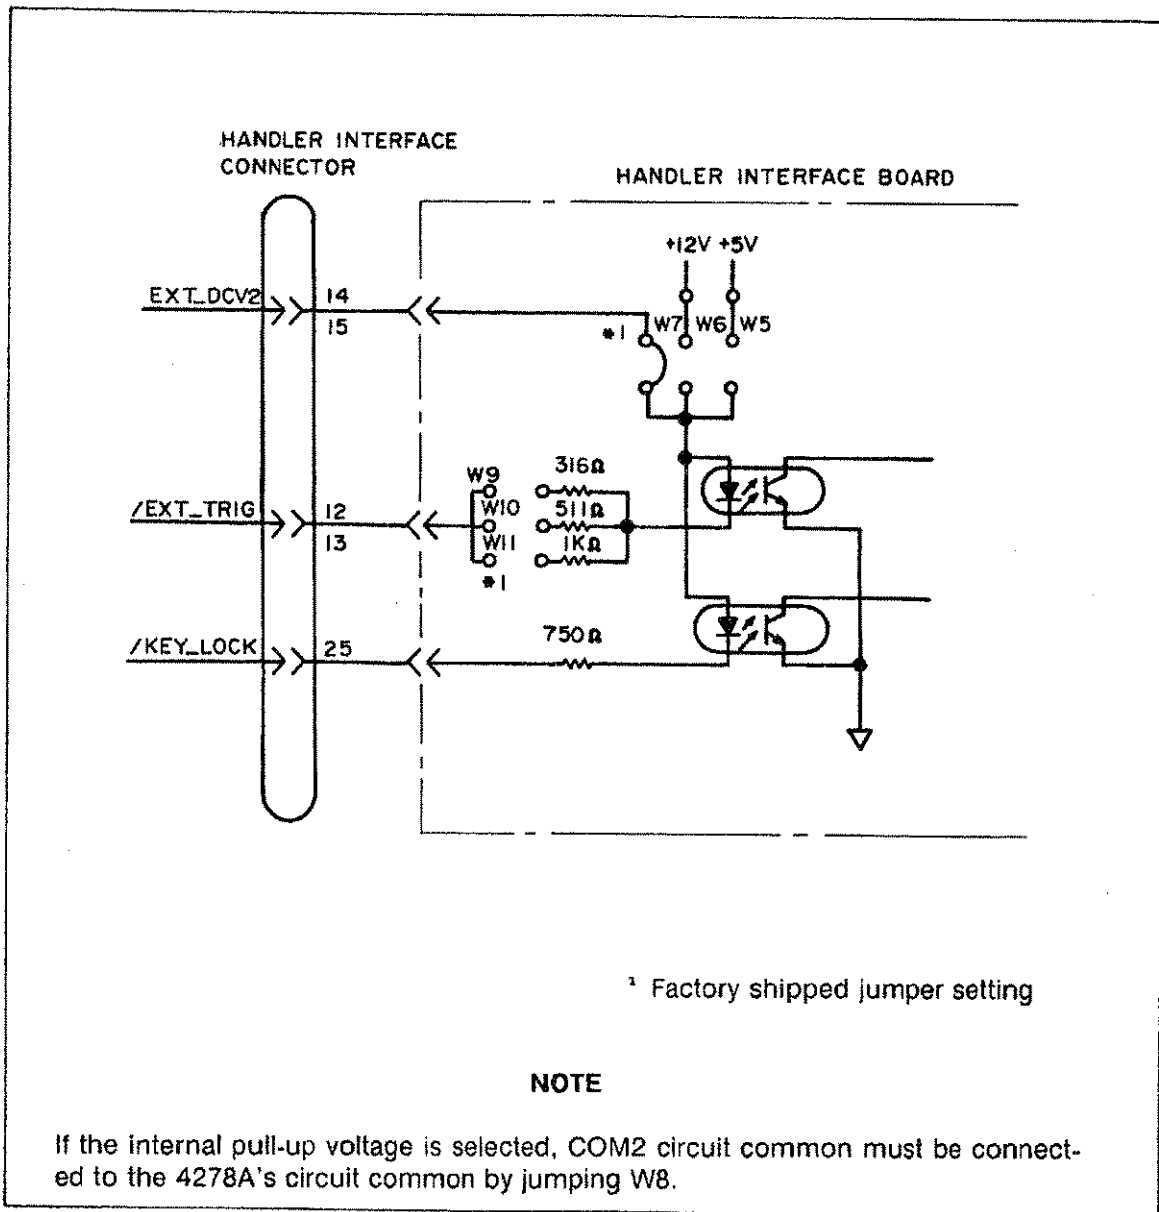 HANDLER INTERFACE
CONNECTOR
HANDLER INTERFACE BOARD
+12V +5V
EXT_DCV2
14
15
*1
W7
W6
W5
W9
316Ω
/EXT_TRIG
12
W10
511Ω
13
W11
1KΩ
*1
/KEY_LOCK
25
750Ω
¹ Factory shipped jumper setting
NOTE
If the internal pull-up voltage is selected, COM2 circuit common must be connect-
ed to the 4278A's circuit common by jumping W8.